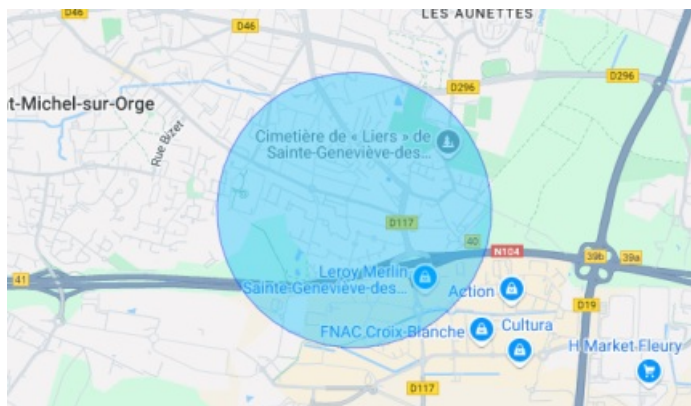 LES AUNETTES
D46
D46
D296
D296
t-Michel-sur-Orge
Rue Bizet
Cimetière de « Liers » de
Sainte-Geneviève-des...
D117
40
N104
39b
39a
41
Leroy Merlin
Sainte-Geneviève-des...
Action
D19
FNAC Croix-Blanche
Cultura
H Market Fleury
D117